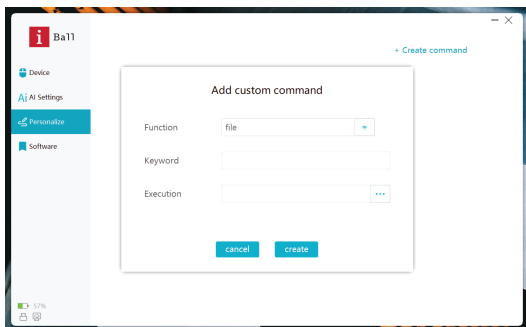 i Ball
+ Create command
Device
Ai AI Settings
Personalize
Software
Add custom command
Function
file
Keyword
Execution
...
cancel
create
57%